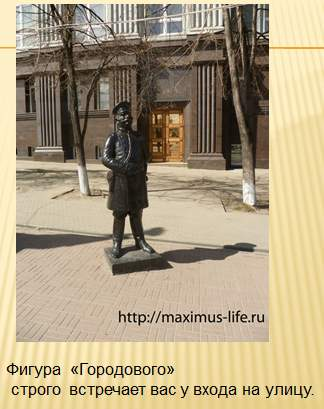 http://maximus-life.ru
Фигура «Городового»
строго встречает вас у входа на улицу.